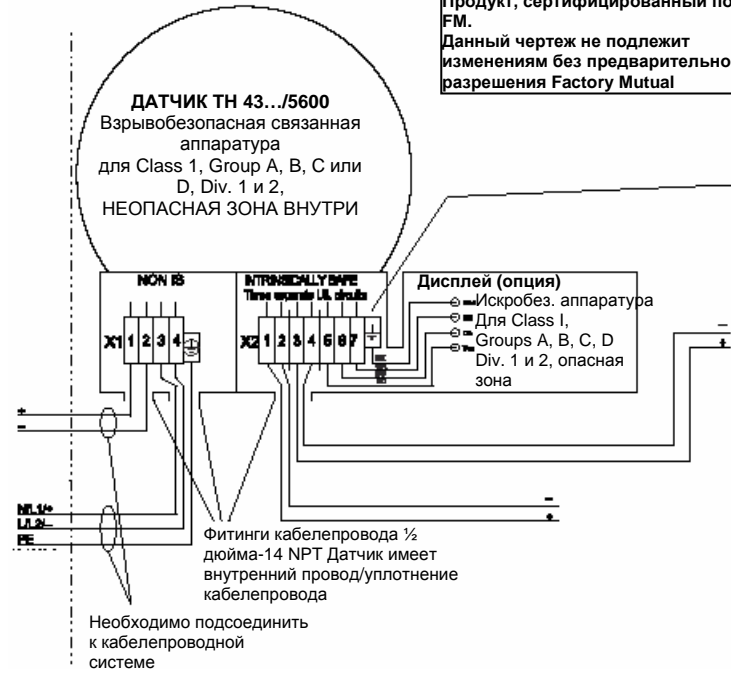 Продукт, сертифицированный по
FM.
Данный чертеж не подлежит
изменениям без предварительно
разрешения Factory Mutual
ДАТЧИК TH 43…/5600
Взрывобезопасная связанная
аппаратура
для Class 1, Group A, B, C или
D, Div. 1 и 2,
НЕОПАСНАЯ ЗОНА ВНУТРИ
NON IS
INTRINSICALLY SAFE
Three separate I.S. circuits
X1 1 2 3 4
X2 1 2 3 4 5 6 7
Дисплей (опция)
Искробез. аппаратура
Для Class I,
Groups A, B, C, D
Div. 1 и 2, опасная
зона
–
+
+
–
N/L1/+
L/L2/–
PE
–
+
Фитинги кабелепровода ½
дюйма-14 NPT Датчик имеет
внутренний провод/уплотнение
кабелепровода
Необходимо подсоединить
к кабелепроводной
системе